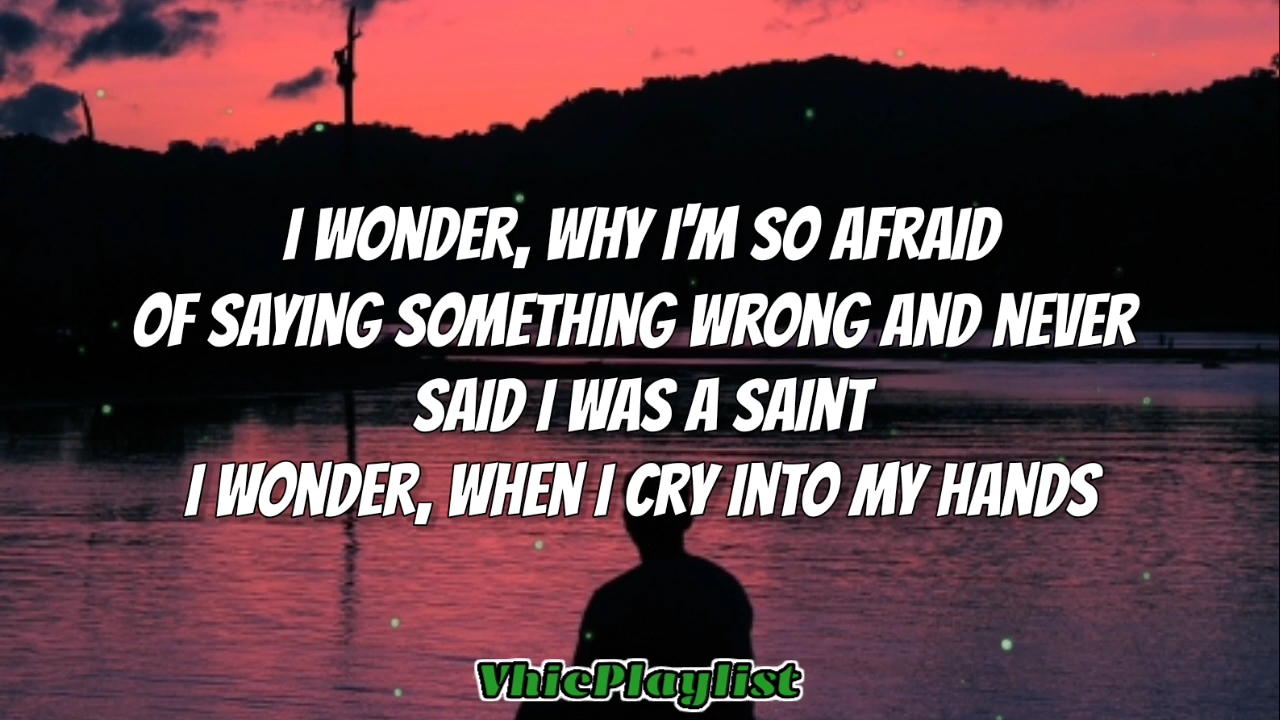 I WONDER, WHY I'M SO AFRAID
OF SAYING SOMETHING WRONG AND NEVER
SAID I WAS A SAINT
I WONDER, WHEN I CRY INTO MY HANDS
VhicPlaylist